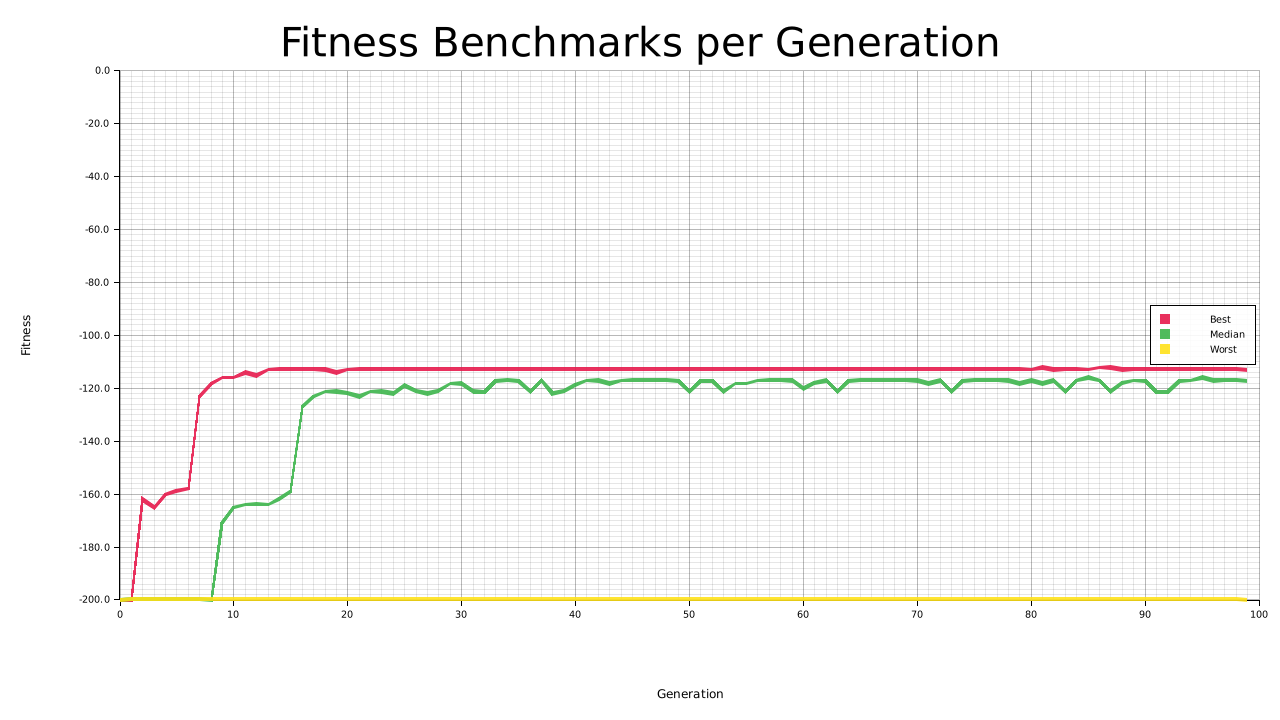 Fitness Benchmarks per Generation
0.0
-20.0
-40.0
-60.0
-80.0
-100.0
-120.0
-140.0
-160.0
-180.0
-200.0
Fitness
Best
Median
Worst
0 10 20 30 40 50 60 70 80 90 100
Generation